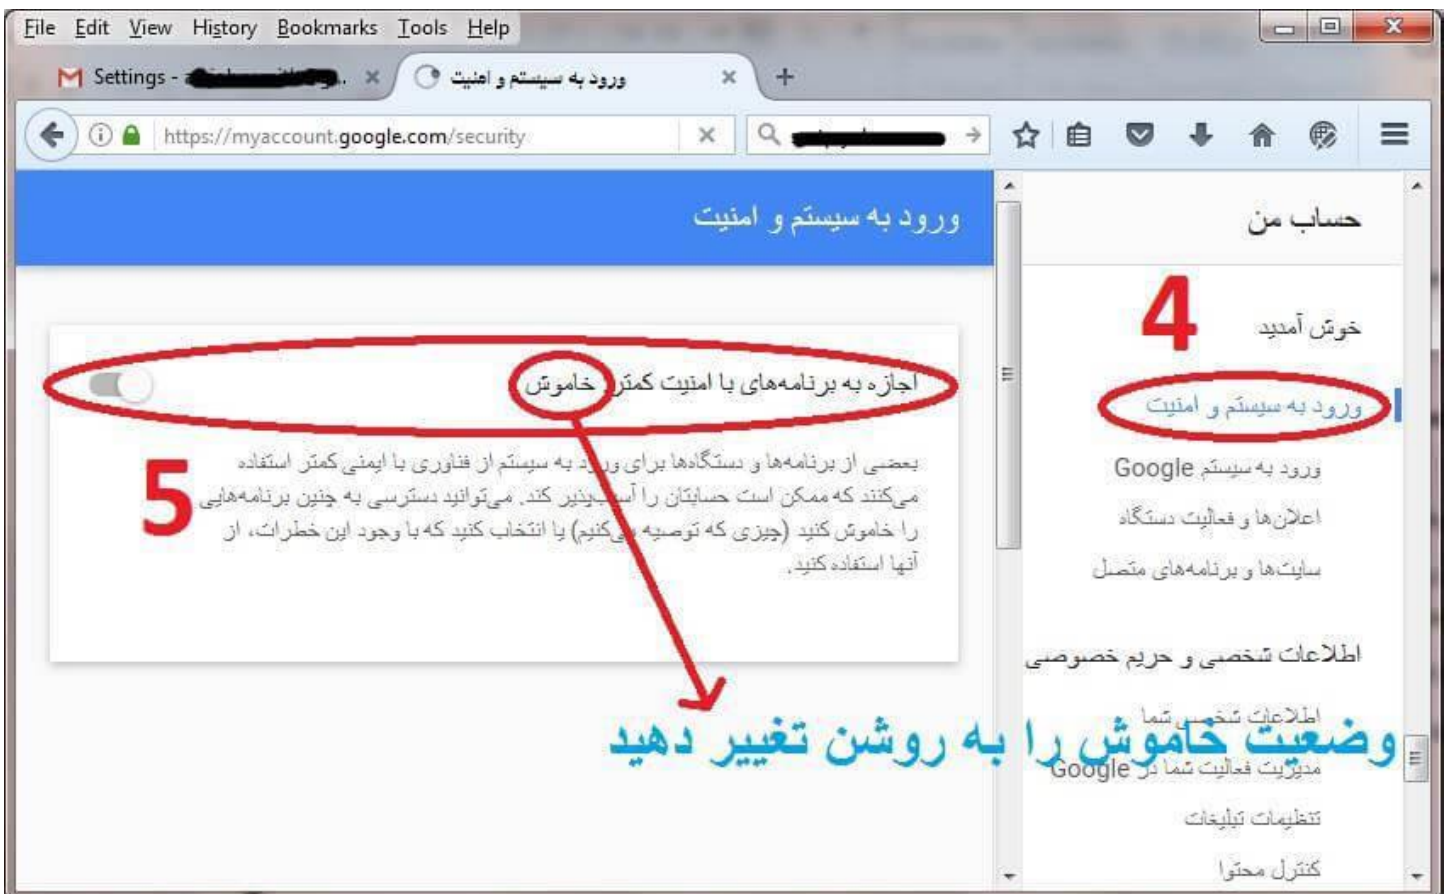 File Edit View History Bookmarks Tools Help
Settings -
ورود به سیستم و امنیت
https://myaccount.google.com/security
حساب من
ورود به سیستم و امنیت
4
خوش آمدید
ورود به سیستم و امنیت
ورود به سیستم Google
اعلان‌ها و فعالیت دستگاه
سایت‌ها و برنامه‌های متصل
اطلاعات شخصی و حریم خصوصی
اطلاعات شخصی شما
مدیریت فعالیت شما در Google
تنظیمات تبلیغات
کنترل محتوا
اجازه به برنامه‌های با امنیت کمتر: خاموش
5
بعضی از برنامه‌ها و دستگاه‌ها برای ورود به سیستم از فناوری با ایمنی کمتر استفاده
می‌کنند که ممکن است حسابتان را آسیب‌پذیر کند. می‌توانید دسترسی به چنین برنامه‌هایی
را خاموش کنید (چیزی که توصیه می‌کنیم) یا انتخاب کنید که با وجود این خطرات، از
آنها استفاده کنید.
وضعیت خاموش را به روشن تغییر دهید